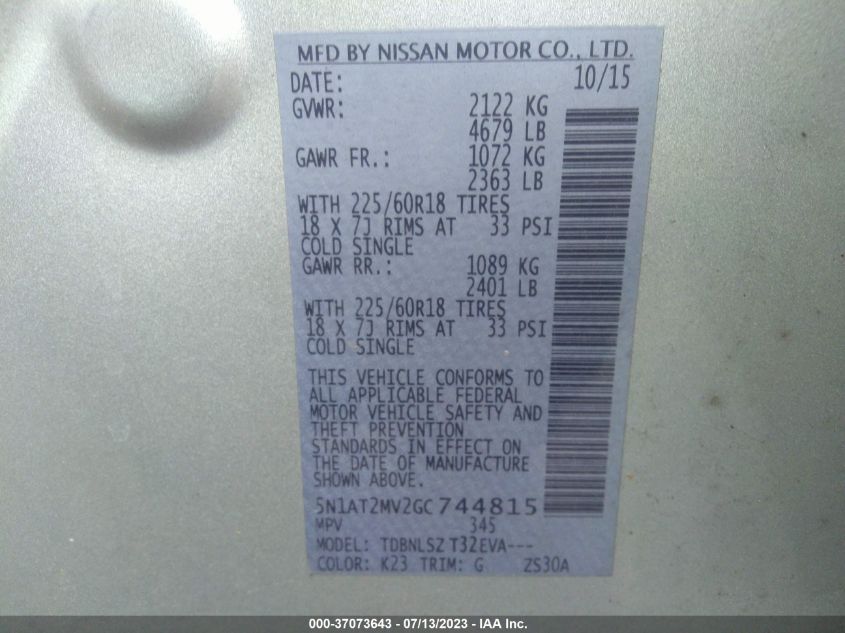 MFD BY NISSAN MOTOR CO., LTD.
DATE: 10/15
GVWR: 2122 KG
4679 LB
GAWR FR.: 1072 KG
2363 LB
WITH 225/60R18 TIRES
18 X 7J RIMS AT 33 PSI
COLD SINGLE
GAWR RR.: 1089 KG
2401 LB
WITH 225/60R18 TIRES
18 X 7J RIMS AT 33 PSI
COLD SINGLE
THIS VEHICLE CONFORMS TO
ALL APPLICABLE FEDERAL
MOTOR VEHICLE SAFETY AND
THEFT PREVENTION
STANDARDS IN EFFECT ON
THE DATE OF MANUFACTURE
SHOWN ABOVE.
5N1AT2MV2GC744815
MPV 345
MODEL: TDBNLSZ T32EVA---
COLOR: K23 TRIM: G ZS30A
000-37073643 - 07/13/2023 - IAA Inc.